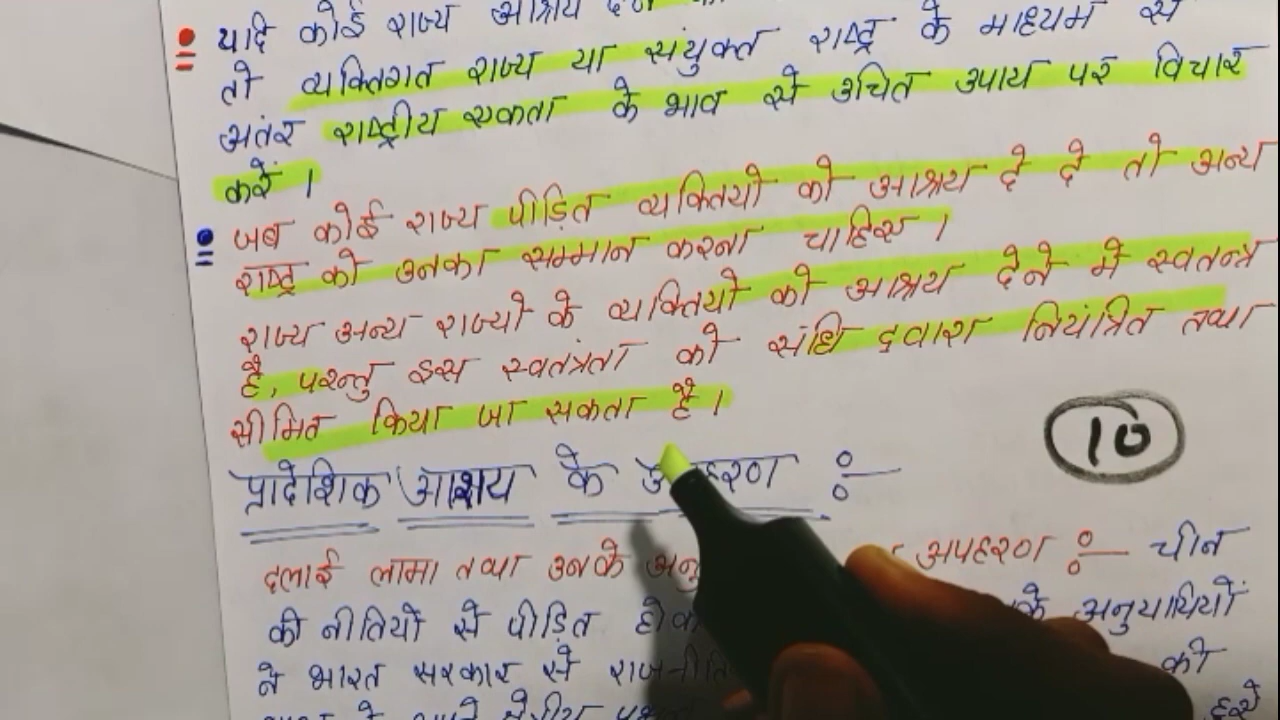 यदि कोई राज्य आश्रय
तो व्यक्तिगत राज्य या संयुक्त राष्ट्र के माध्यम से
अतंर राष्ट्रीय एकता के भाव से उचित उपाय पर विचार
करें ।
जब कोई राज्य पीड़ित व्यक्तियो को आश्रय दे दे तो अन्य
राष्ट्र को उनका सम्मान करना चाहिए ।
राज्य अन्य राज्यो के व्यक्तियो को आश्रय देने मे स्वतन्त्र
है, परन्तु इस स्वतंत्रता को संधि द्वारा नियंत्रित तथा
सीमित किया जा सकता है ।
10
प्रादेशिक आश्रय के :-
दलाई लामा तथा उनके अपहरण :- चीन
की नीतियों से पीड़ित अनुयायियों
ने भारत सरकार से को